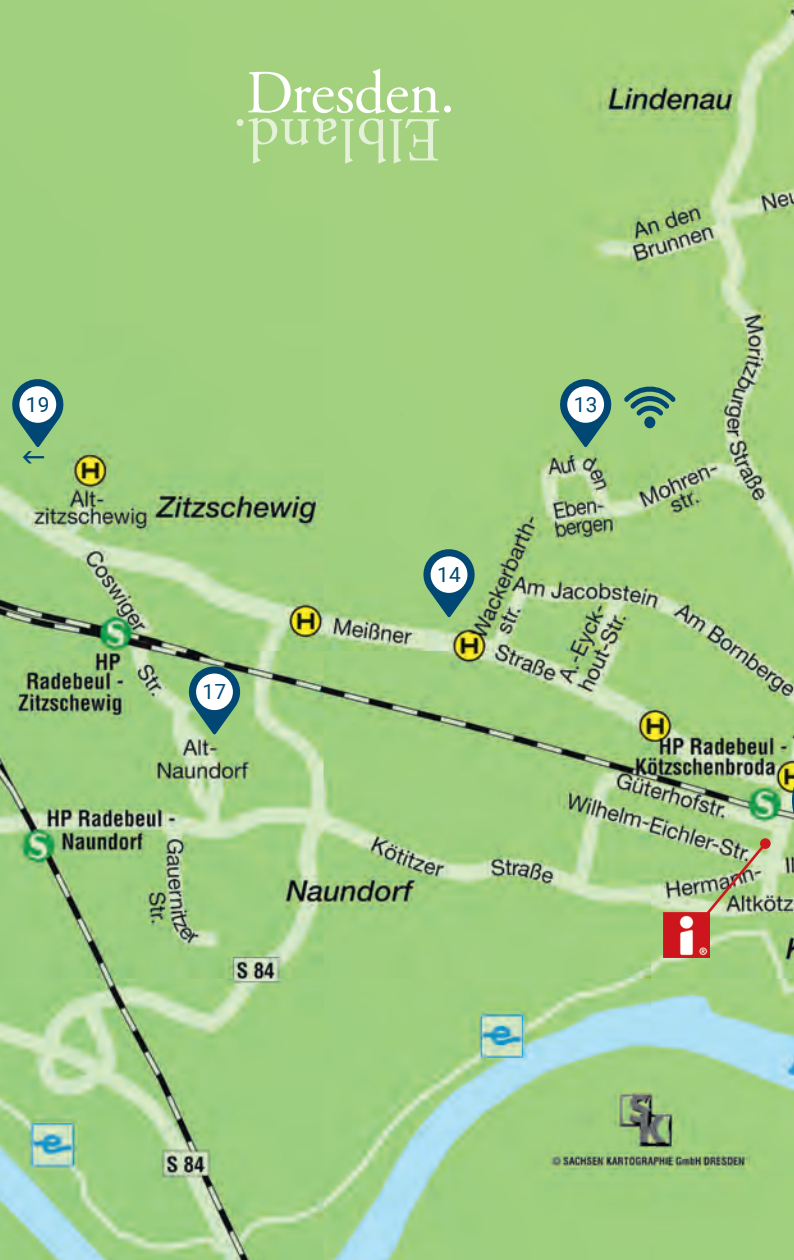 Dresden.
Elbland.
Lindenau
An den
Brunnen
Moritzburger Straße
19
←
H
Alt-
zitzschewig
Zitzschewig
13
Auf den
Eben-
bergen
Mohren-
str.
14
Wackerbarth-
str.
Am Jacobstein
A.-Eyck-
hout-Str.
Am Bornberge
Coswiger
Str.
H
Meißner
H
Straße
S
HP
Radebeul -
Zitzschewig
17
Alt-
Naundorf
H
HP Radebeul -
Kötzschenbroda
H
S
Güterhofstr.
Wilhelm-Eichler-Str.
HP Radebeul -
Naundorf
S
Gauernitzer
Str.
Kötitzer
Straße
Hermann-
Altkötz
Naundorf
i
®
S 84
e
e
S 84
SK
© SACHSEN KARTOGRAPHIE GmbH DRESDEN